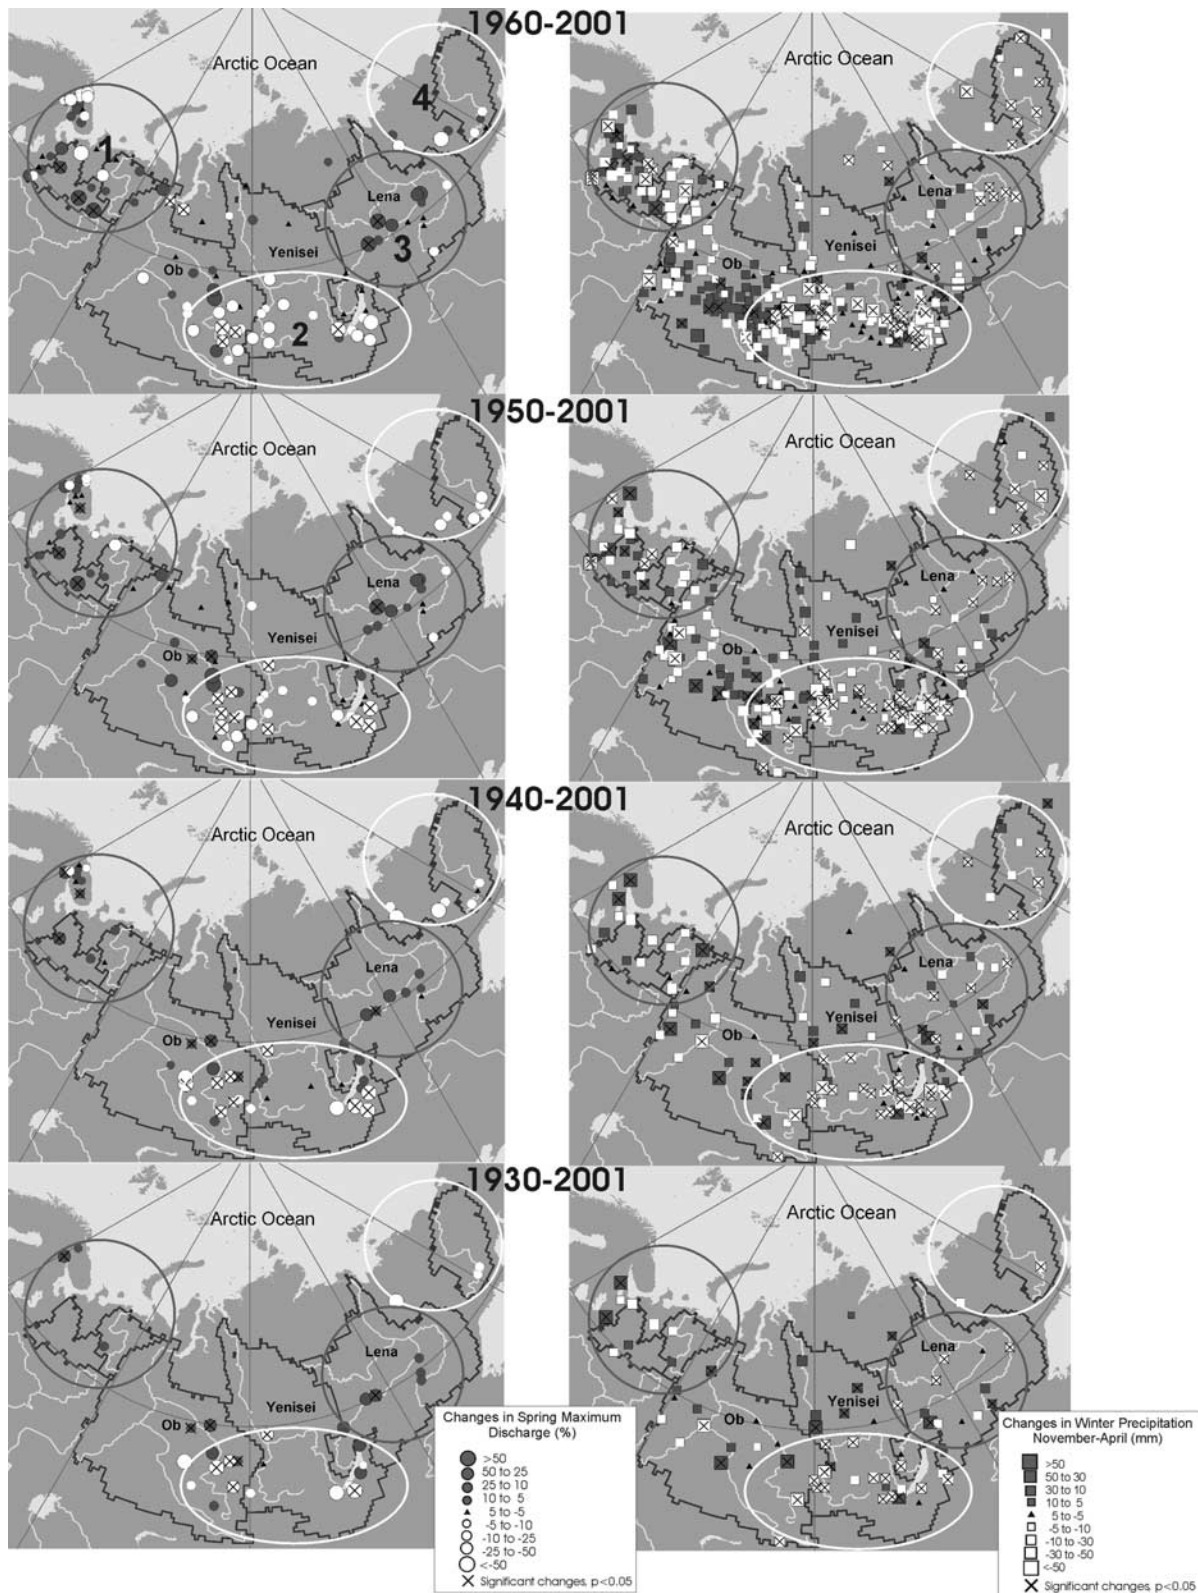 1960-2001
Arctic Ocean
4
1
Lena
3
Yenisei
Ob
2
Arctic Ocean
Lena
Yenisei
Ob
1950-2001
Arctic Ocean
Lena
Yenisei
Ob
Arctic Ocean
Lena
Yenisei
Ob
1940-2001
Arctic Ocean
Lena
Yenisei
Ob
Arctic Ocean
Lena
Yenisei
Ob
1930-2001
Arctic Ocean
Lena
Yenisei
Ob
Arctic Ocean
Lena
Yenisei
Ob
Changes in Spring Maximum
Discharge (%)
>50
50 to 25
25 to 10
10 to 5
5 to -5
-5 to -10
-10 to -25
-25 to -50
<-50
Significant changes, p<0.05
Changes in Winter Precipitation
November-April (mm)
>50
50 to 30
30 to 10
10 to 5
5 to -5
-5 to -10
-10 to -30
-30 to -50
<-50
Significant changes, p<0.05